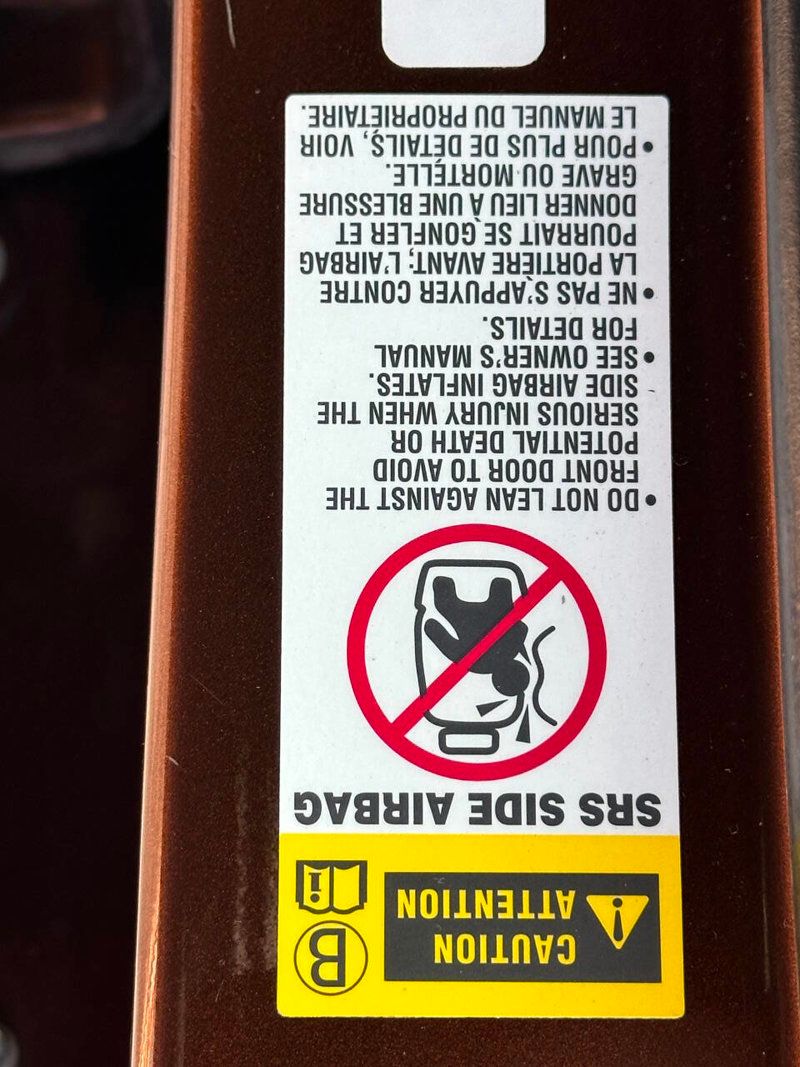 CAUTION
ATTENTION
B
SRS SIDE AIRBAG
• DO NOT LEAN AGAINST THE
FRONT DOOR TO AVOID
POTENTIAL DEATH OR
SERIOUS INJURY WHEN THE
SIDE AIRBAG INFLATES.
• SEE OWNER'S MANUAL
FOR DETAILS.
• NE PAS S'APPUYER CONTRE
LA PORTIÈRE AVANT; L'AIRBAG
POURRAIT SE GONFLER ET
DONNER LIEU À UNE BLESSURE
GRAVE OU MORTELLE.
• POUR PLUS DE DÉTAILS, VOIR
LE MANUEL DU PROPRIÉTAIRE.